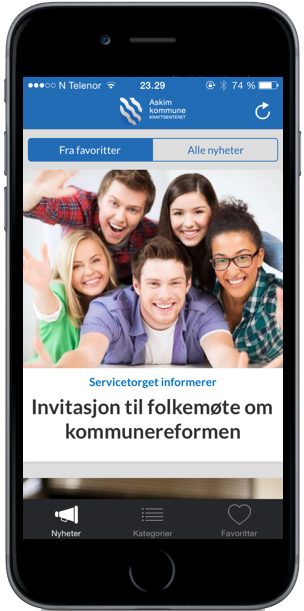 N Telenor 23.29 74 %
Askim
kommune
KRAFTSENTERET
Fra favoritter Alle nyheter
Servicetorget informerer
Invitasjon til folkemøte om
kommunereformen
Nyheter Kategorier Favoritter